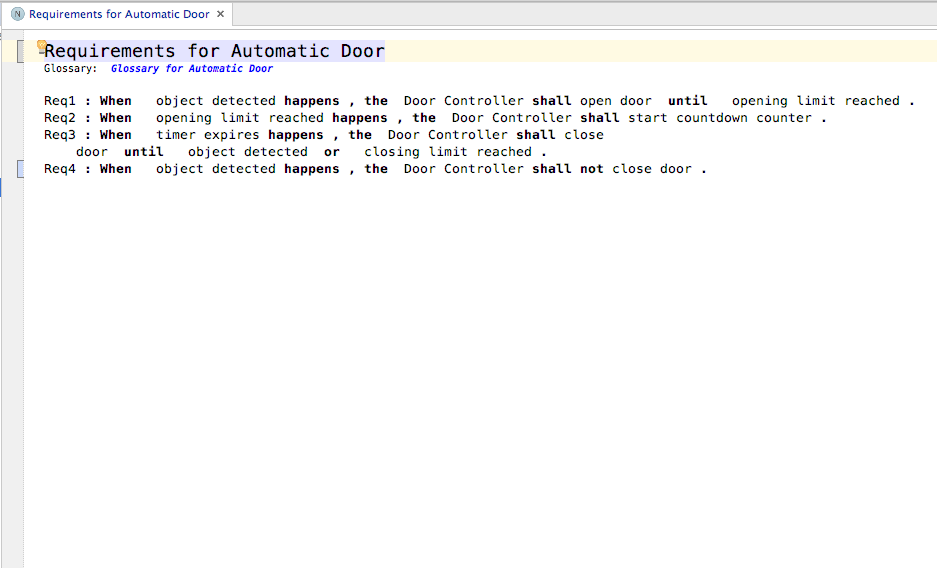 N Requirements for Automatic Door ×
Requirements for Automatic Door
Glossary: Glossary for Automatic Door
Req1 : When object detected happens , the Door Controller shall open door until opening limit reached .
Req2 : When opening limit reached happens , the Door Controller shall start countdown counter .
Req3 : When timer expires happens , the Door Controller shall close
door until object detected or closing limit reached .
Req4 : When object detected happens , the Door Controller shall not close door .